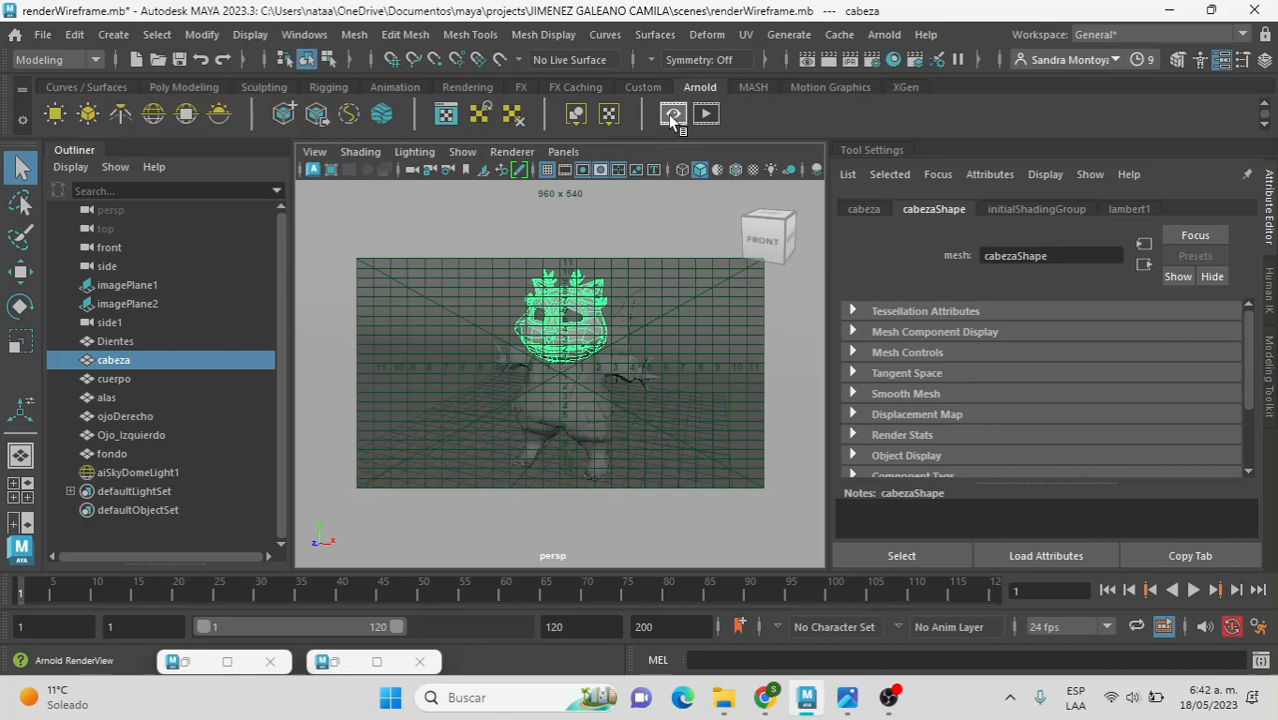 renderWireframe.mb* - Autodesk MAYA 2023.3: C:\Users\nataa\OneDrive\Documentos\maya\projects\JIMENEZ GALEANO CAMILA\scene\renderWireframe.mb --- cabeza
File Edit Create Select Modify Display Windows Mesh Edit Mesh Mesh Tools Mesh Display Curves Surfaces Deform UV Generate Cache Arnold Help Workspace: General*
Modeling No Live Surface Symmetry: Off Sandra Montoya 9
Curves / Surfaces Poly Modeling Sculpting Rigging Animation Rendering FX FX Caching Custom Arnold MASH Motion Graphics XGen
Outliner
Display Show Help
Search...
persp
top
front
side
imagePlane1
imagePlane2
side1
Dientes
cabeza
cuerpo
alas
ojoDerecho
Ojo_Izquierdo
fondo
aiSkyDomeLight1
defaultLightSet
defaultObjectSet
View Shading Lighting Show Renderer Panels
960 x 540
FRONT
persp
Tool Settings
List Selected Focus Attributes Display Show Help
cabeza cabezaShape initialShadingGroup lambert1
Focus
Presets
mesh: cabezaShape
Show Hide
Tessellation Attributes
Mesh Component Display
Mesh Controls
Tangent Space
Smooth Mesh
Displacement Map
Render Stats
Object Display
Component Tags
Notes: cabezaShape
Select Load Attributes Copy Tab
Attribute Editor
Modeling Toolkit
5 10 15 20 25 30 35 40 45 50 55 60 65 70 75 80 85 90 95 100 105 110 115 12
1
1
1 1 1 120 120 200 No Character Set No Anim Layer 24 fps
Arnold RenderView MEL
11°C
Soleado
Buscar
ESP
LAA
6:42 a. m.
18/05/2023